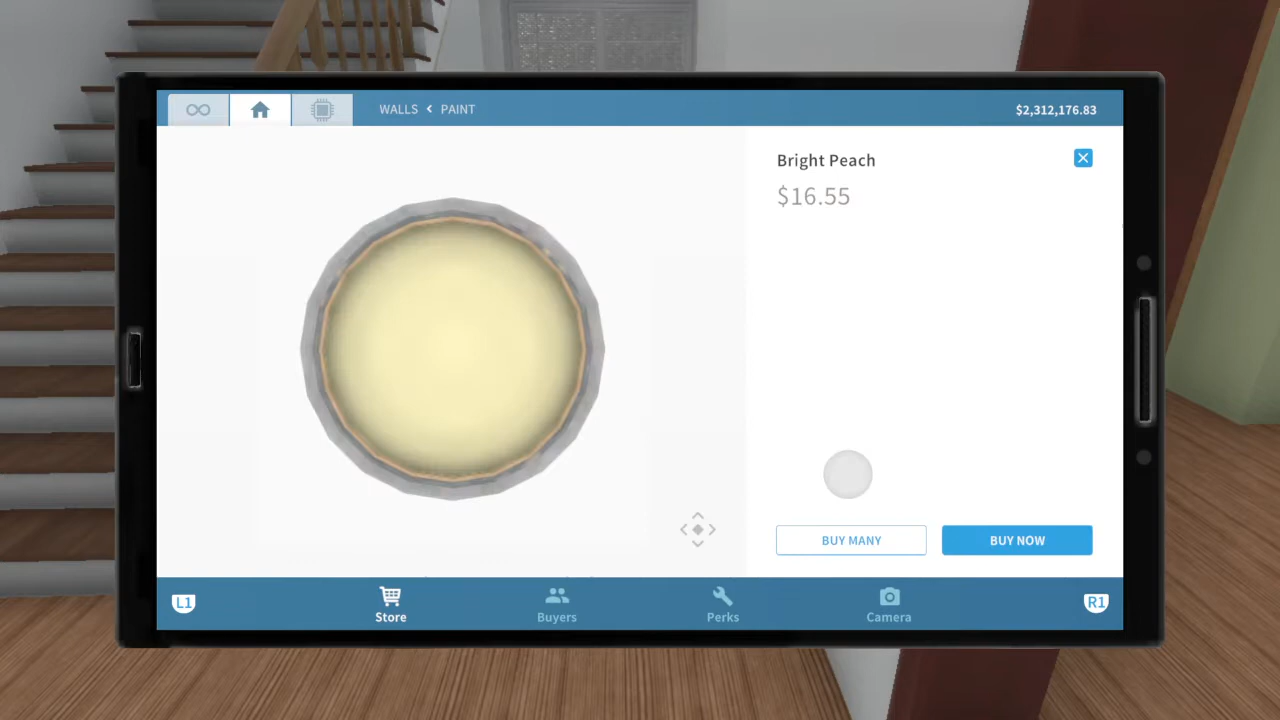 WALLS < PAINT
$2,312,176.83
Bright Peach
$16.55
BUY MANY
BUY NOW
L1
Store
Buyers
Perks
Camera
R1